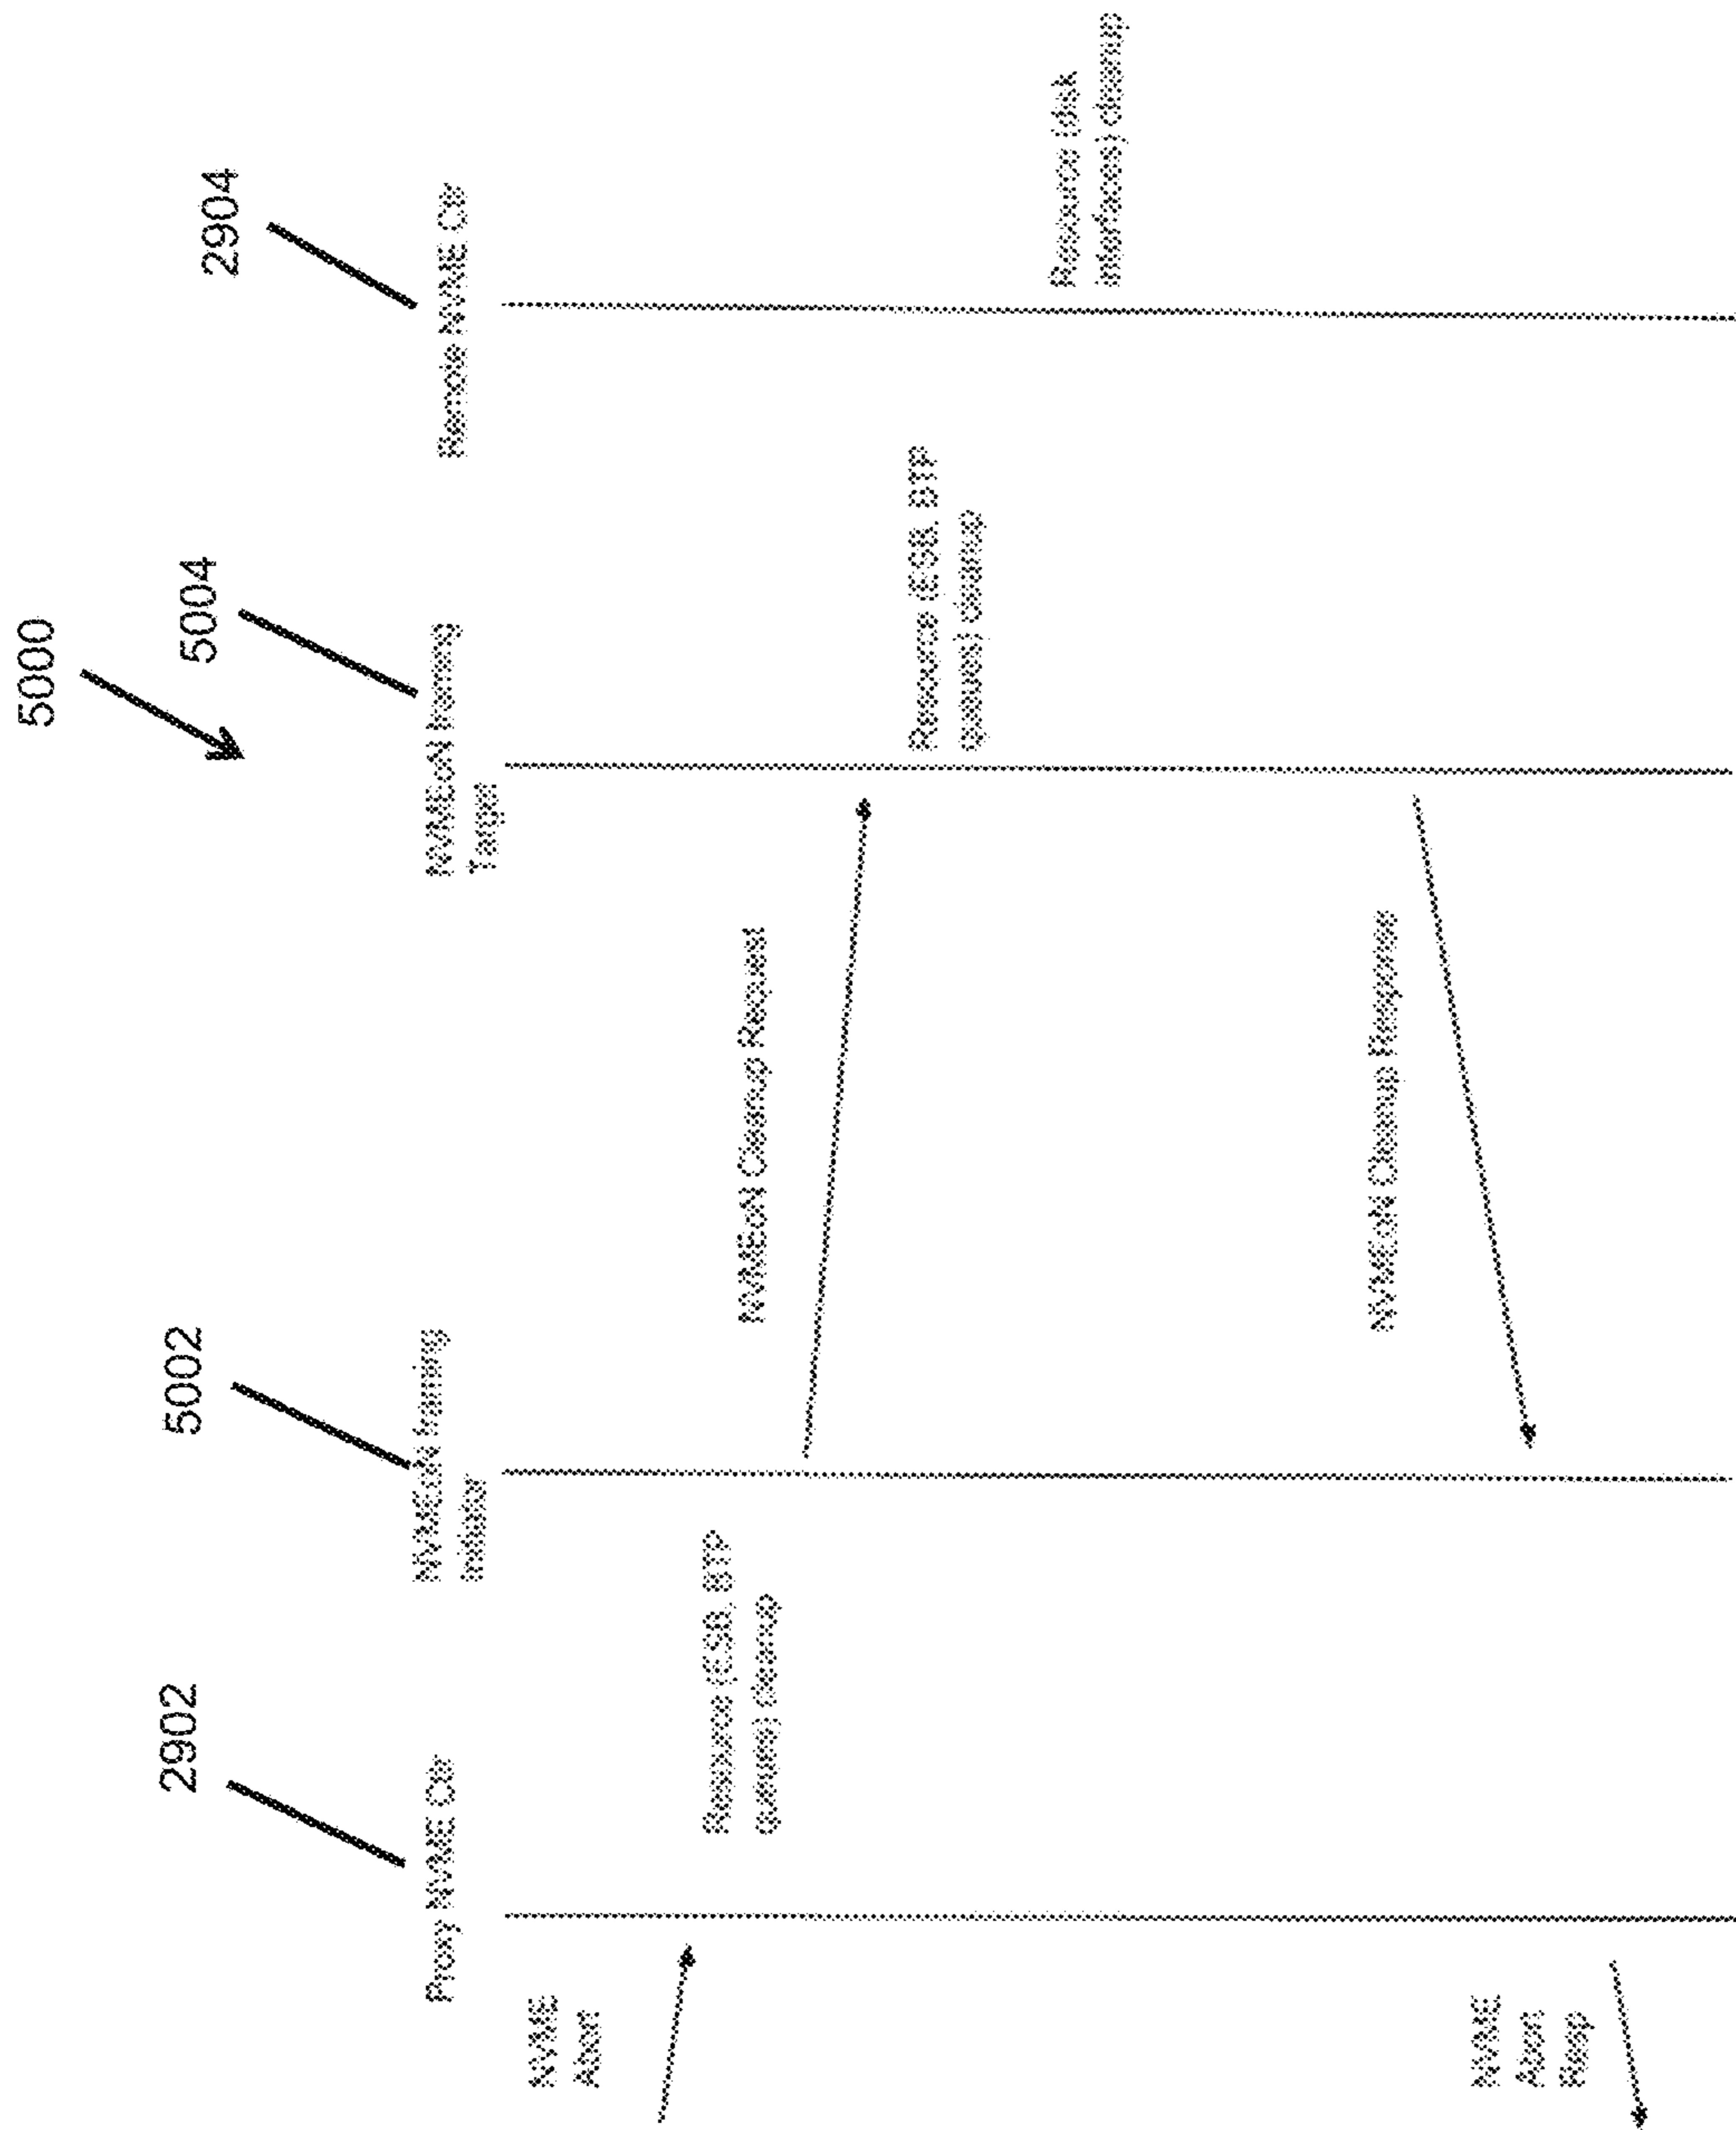 5000
2902
5002
5004
2904
Proxy NVME Ctlr
NVMEoN framing
Initiator
NVMEoN framing
Target
Remote NVME Ctlr
NVME
Abort
Resource (ESB, BTP
queues) cleanup
NVMEoN Cleanup Request
Resource (ESB, BTP
queues) cleanup
Resource (disk
interfaces) cleanup
NVMEoN Cleanup Response
NVME
Abort
Resp